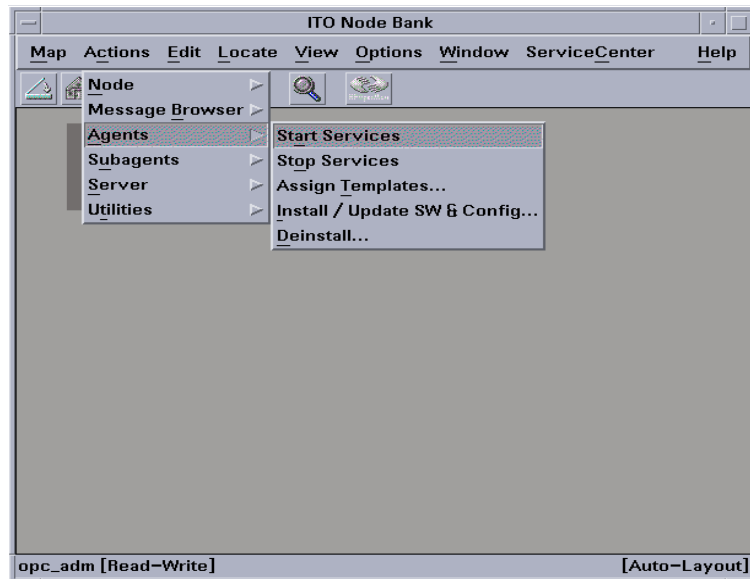 ITO Node Bank
Map Actions Edit Locate View Options Window ServiceCenter Help
Node
Message Browser
Agents
Subagents
Server
Utilities
Start Services
Stop Services
Assign Templates...
Install / Update SW & Config...
Deinstall...
opc_adm [Read-Write] [Auto-Layout]